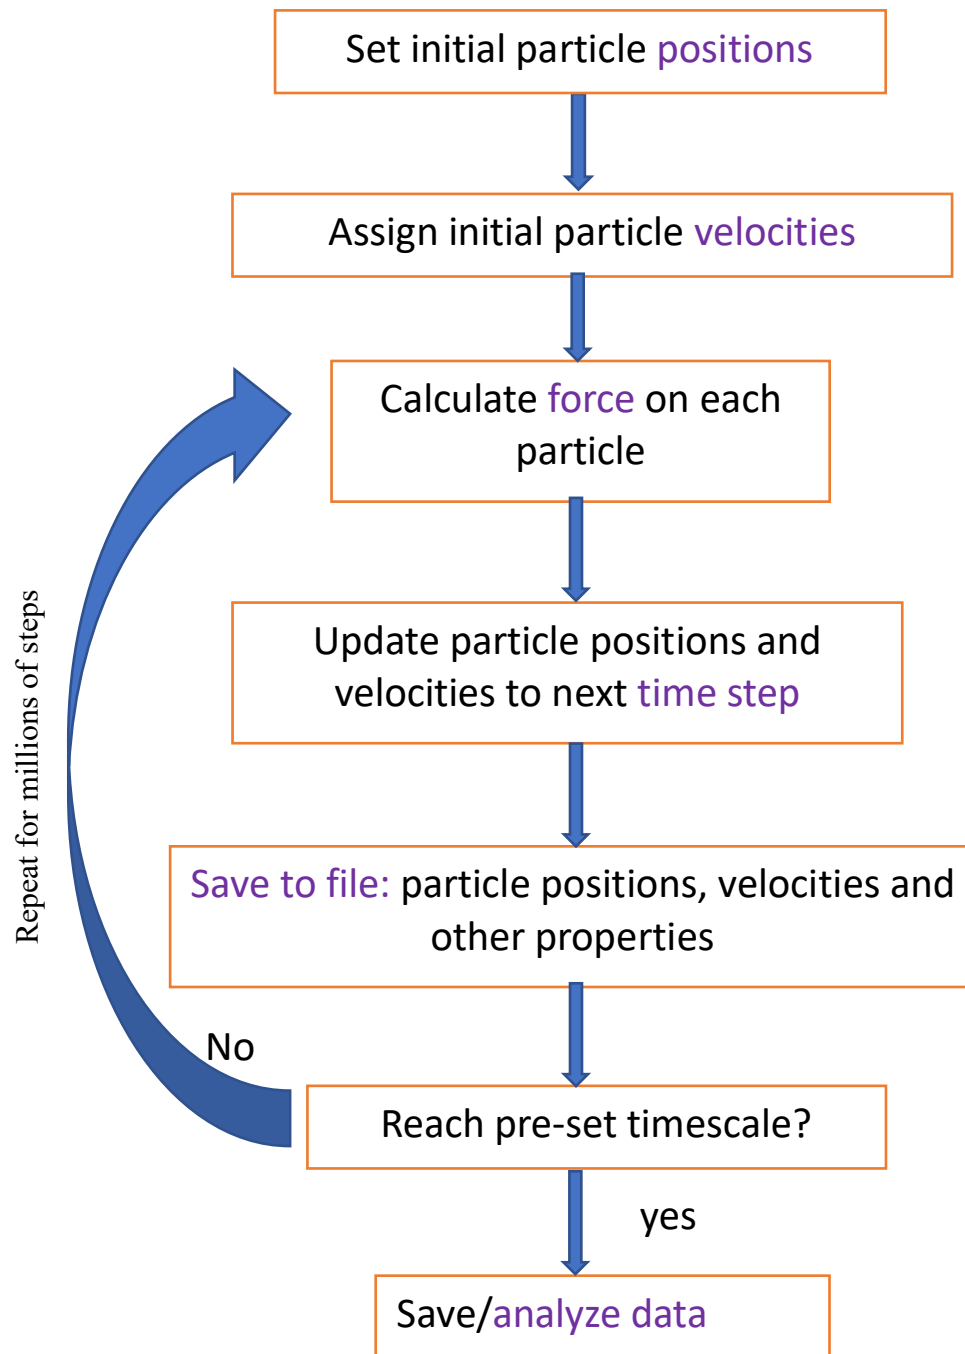 Set initial particle positions
Assign initial particle velocities
Calculate force on each
particle
Update particle positions and
velocities to next time step
Save to file: particle positions, velocities and
other properties
Reach pre-set timescale?
No
Repeat for millions of steps
yes
Save/analyze data